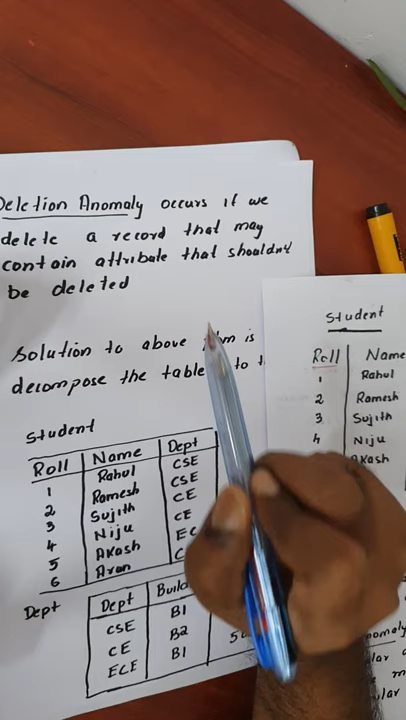 Deletion Anomaly occurs if we
delete a record that may
contain attribute that shouldn't
be deleted
Solution to above is
decompose the table to
Student
Roll Name Dept
1 Rahul CSE
2 Ramesh CSE
3 Sujith CE
4 Niju CE
5 Akash
6 Aran
Dept
Dept
CSE B1
CE B2
ECE B1
Student
Roll Name
1 Rahul
2 Ramesh
3 Sujith
4 Niju
Akash